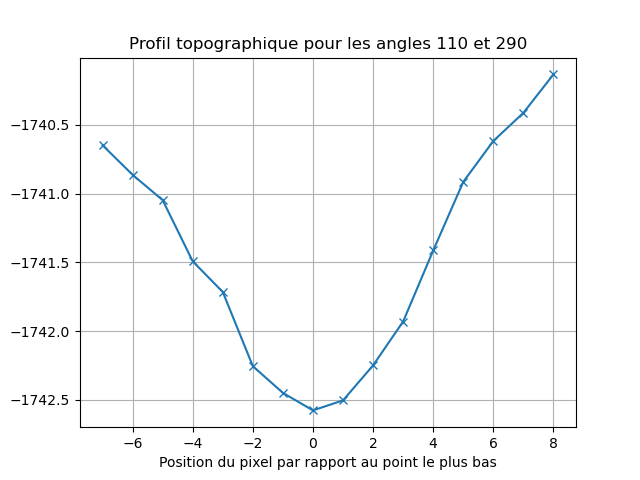 Profil topographique pour les angles 110 et 290
−1740.5
−1741.0
−1741.5
−1742.0
−1742.5
−6 −4 −2 0 2 4 6 8
Position du pixel par rapport au point le plus bas